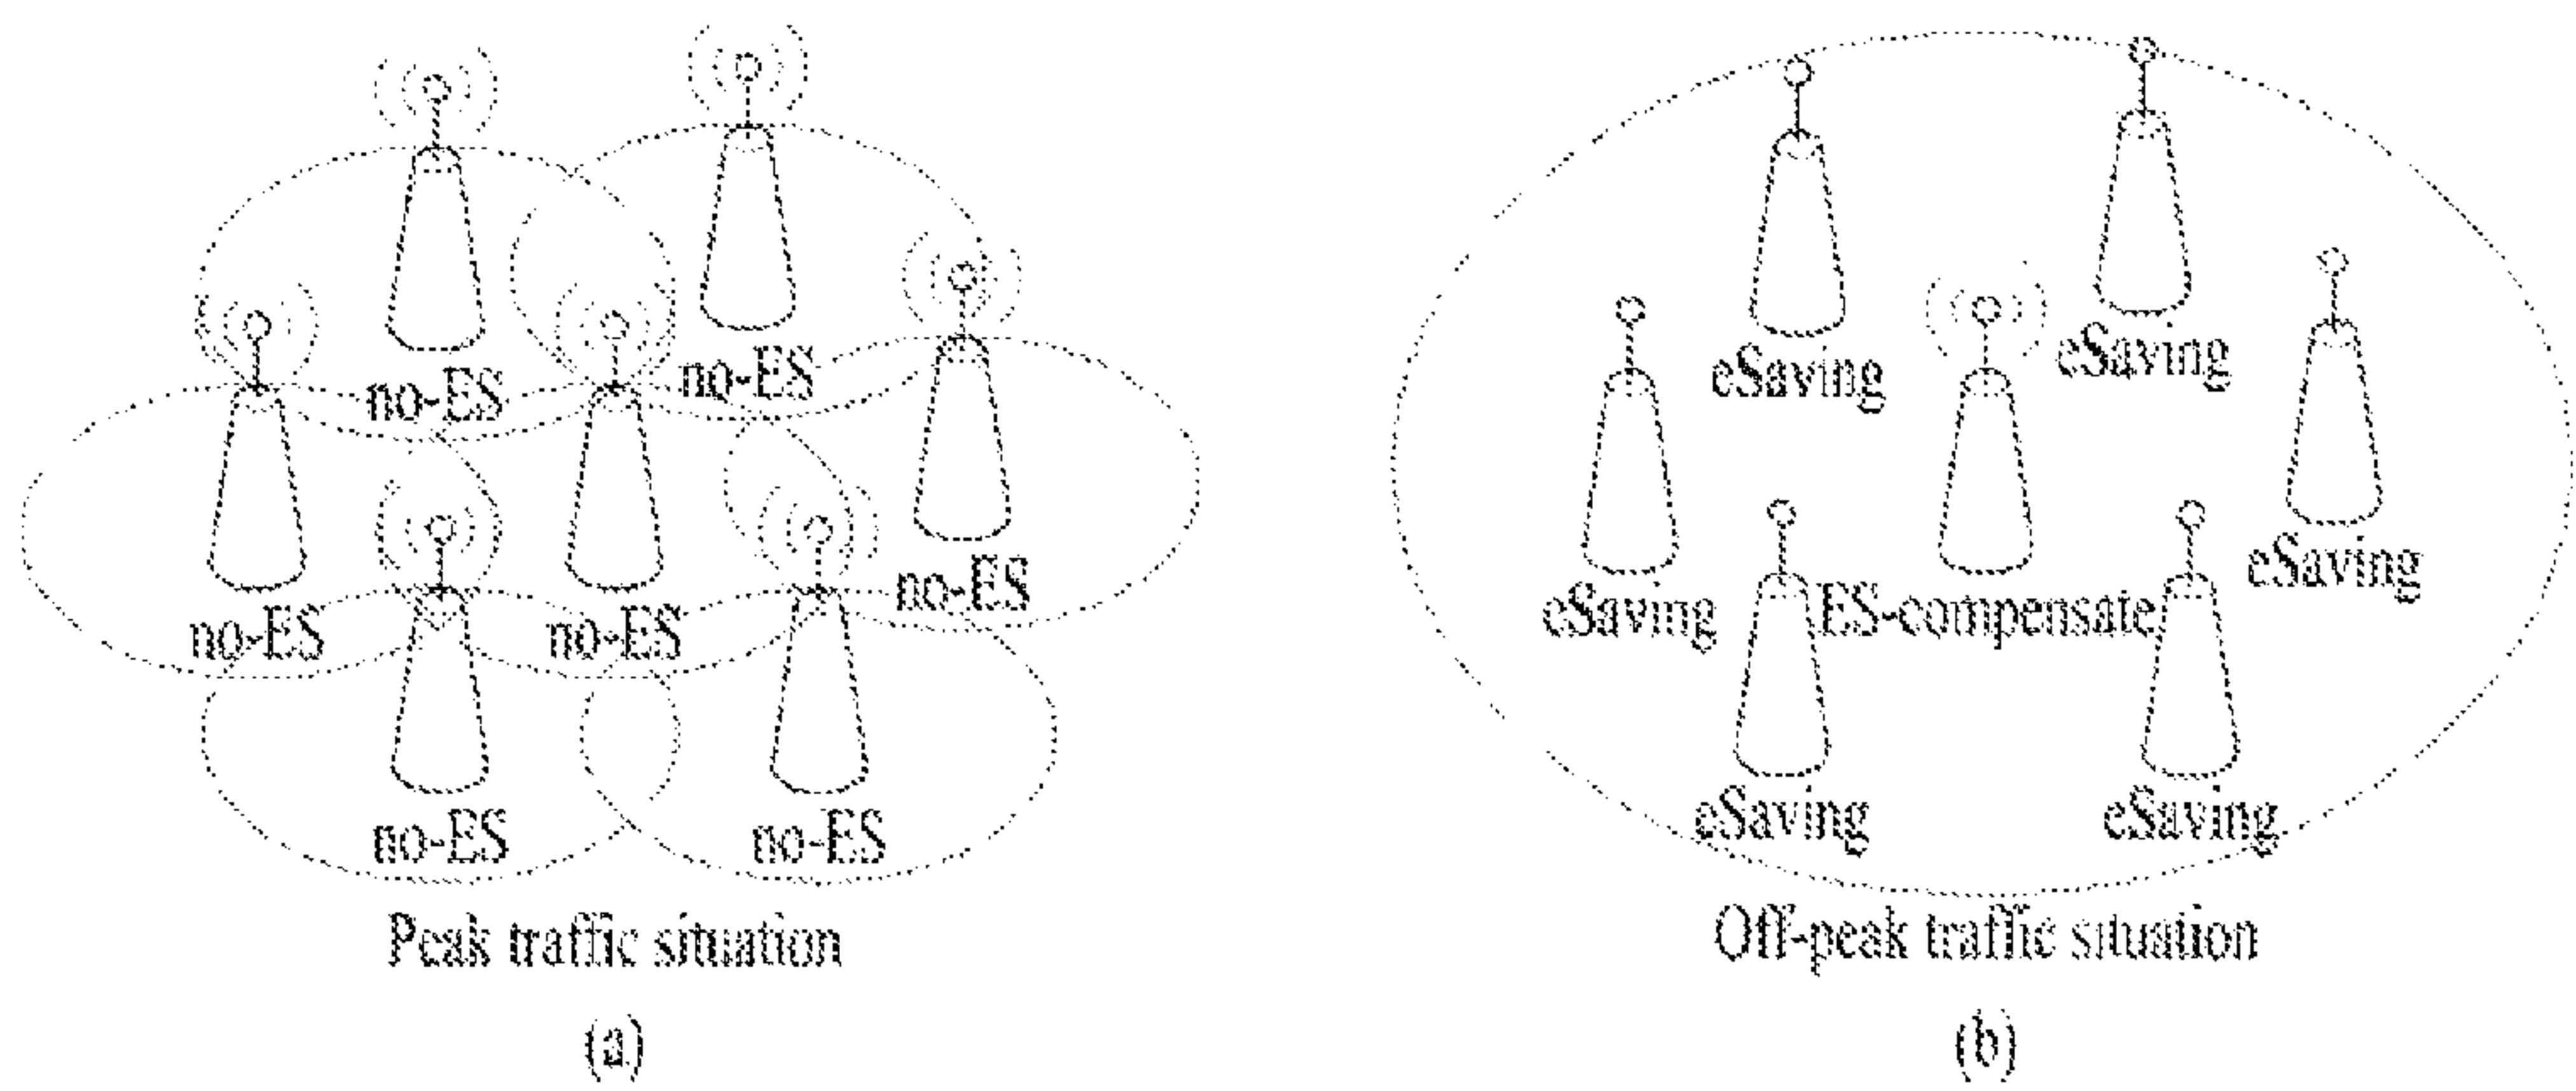 no-ES
no-ES
no-ES
no-ES
no-ES
no-ES
no-ES
Peak traffic situation
(a)
eSaving
eSaving
eSaving
eSaving
ES-compensate
eSaving
eSaving
Off-peak traffic situation
(b)